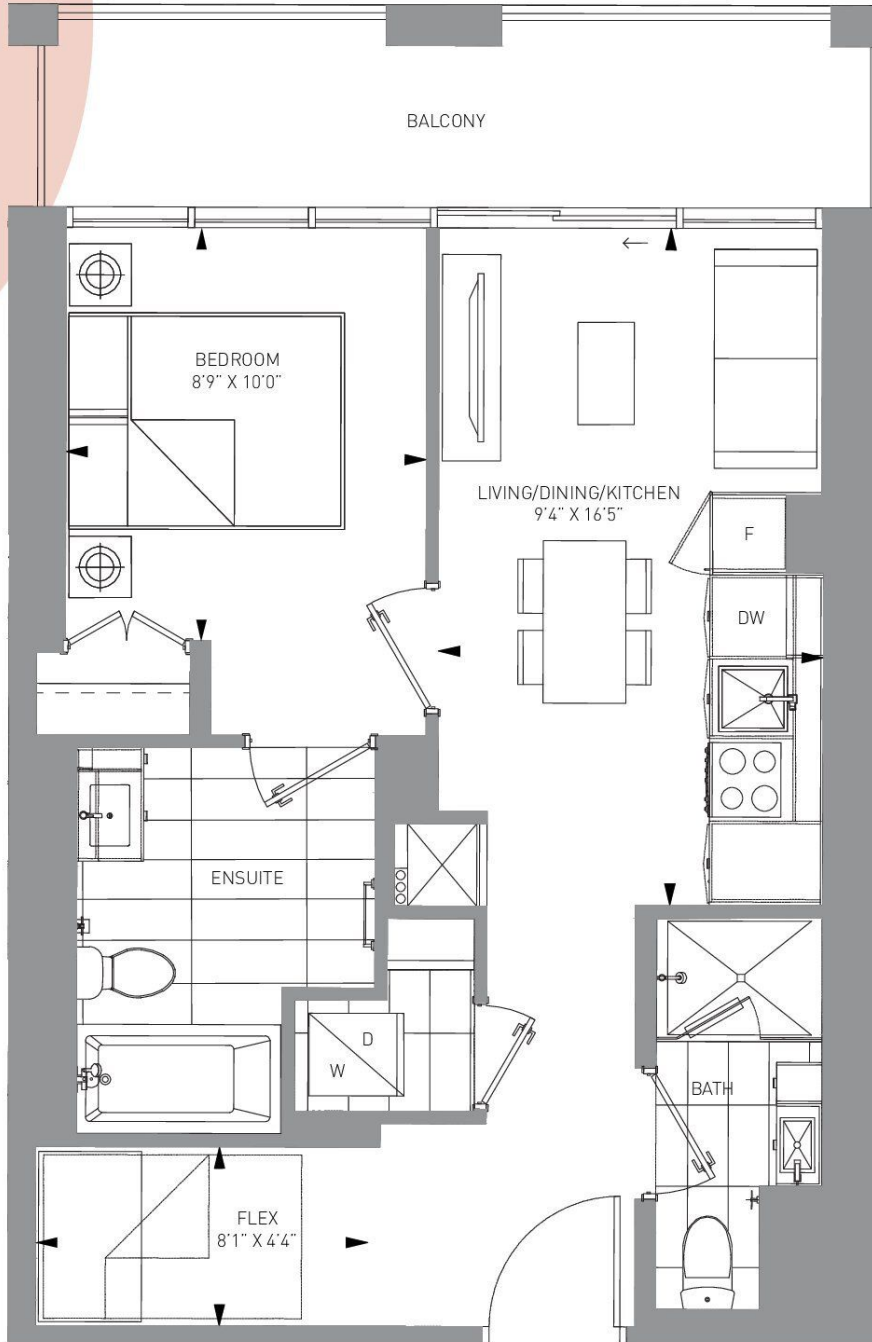 BALCONY
BEDROOM
8'9" X 10'0"
LIVING/DINING/KITCHEN
9'4" X 16'5"
F
DW
ENSUITE
D
W
BATH
FLEX
8'1" X 4'4"